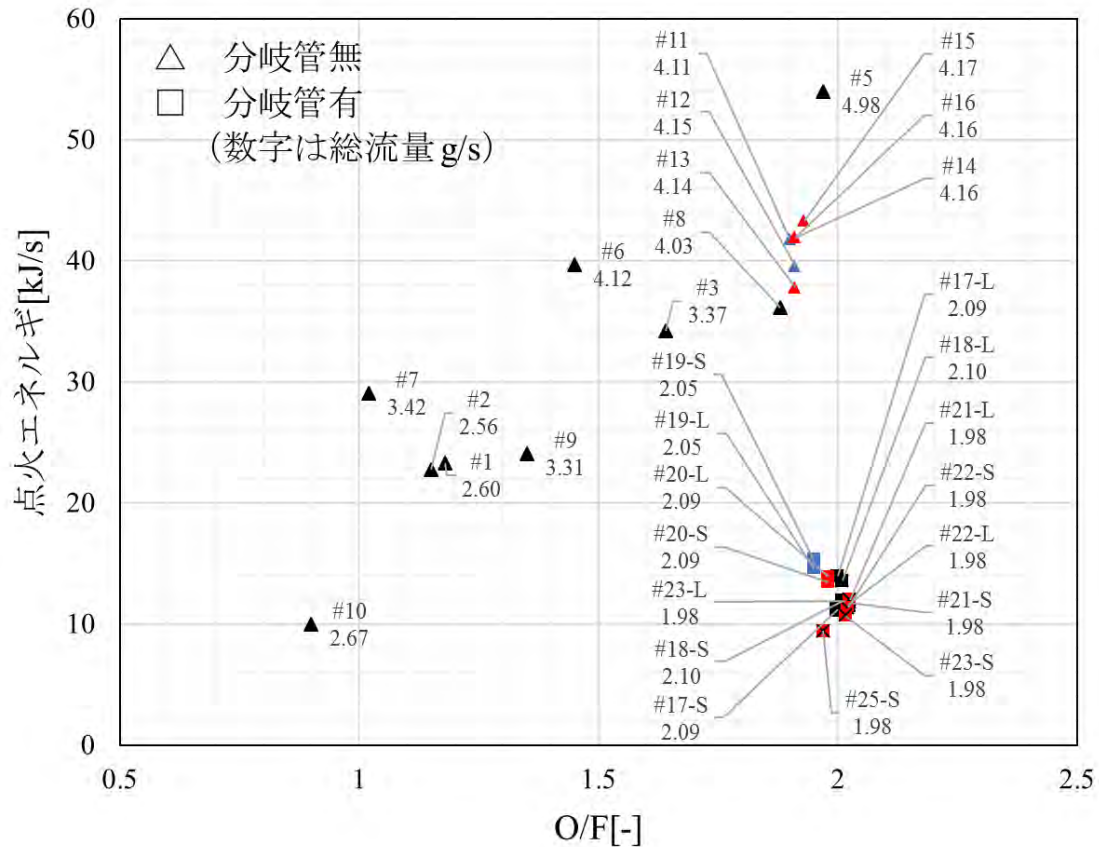 60
50
40
30
20
10
0
点火エネルギ[kJ/s]
0.5
1
1.5
2
2.5
O/F[-]
分岐管無
分岐管有
（数字は総流量 g/s）
#11
4.11
#12
4.15
#13
4.14
#8
4.03
#15
4.17
#5
4.98
#16
4.16
#14
4.16
#6
4.12
#3
3.37
#7
3.42
#2
2.56
#1
2.60
#9
3.31
#10
2.67
#19-S
2.05
#19-L
2.05
#20-L
2.09
#20-S
2.09
#23-L
1.98
#18-S
2.10
#17-S
2.09
#17-L
2.09
#18-L
2.10
#21-L
1.98
#22-S
1.98
#22-L
1.98
#21-S
1.98
#23-S
1.98
#25-S
1.98